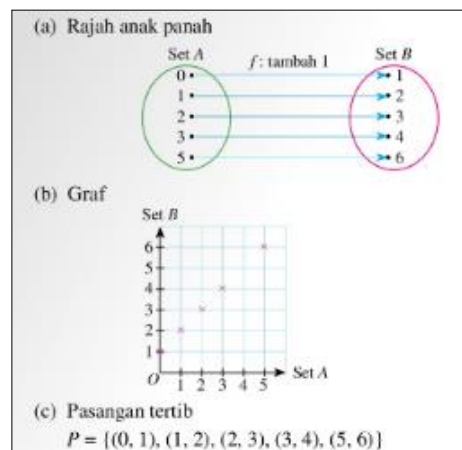 (a) Rajah anak panah
Set A f : tambah 1 Set B
0 1
1 2
2 3
3 4
5 6
(b) Graf
Set B
6
5
4
3
2
1
O 1 2 3 4 5 Set A
(c) Pasangan tertib
P = {(0, 1), (1, 2), (2, 3), (3, 4), (5, 6)}